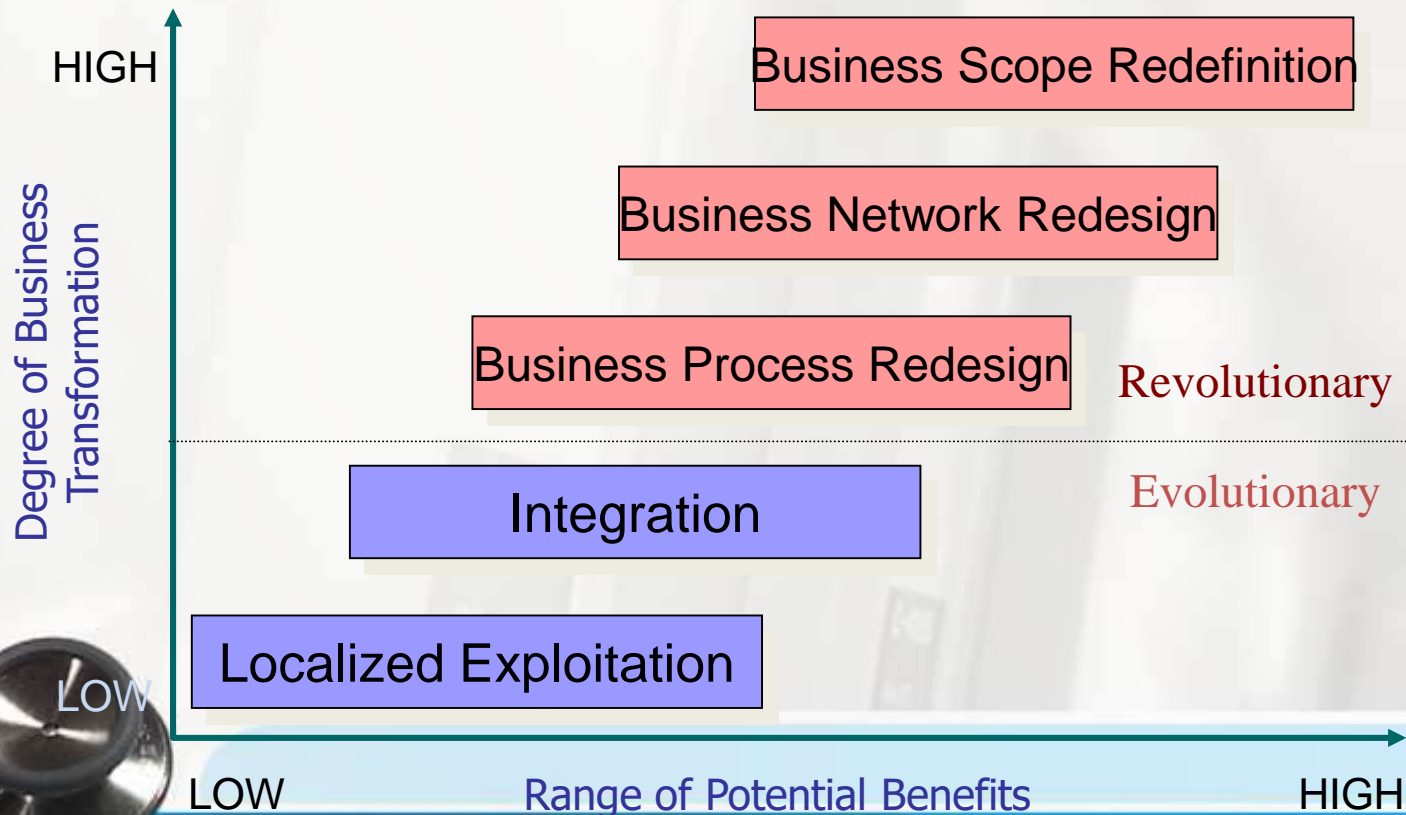 HIGH
Business Scope Redefinition
Business Network Redesign
Degree of Business
Transformation
Business Process Redesign
Revolutionary
Evolutionary
Integration
Localized Exploitation
LOW
LOW
Range of Potential Benefits
HIGH